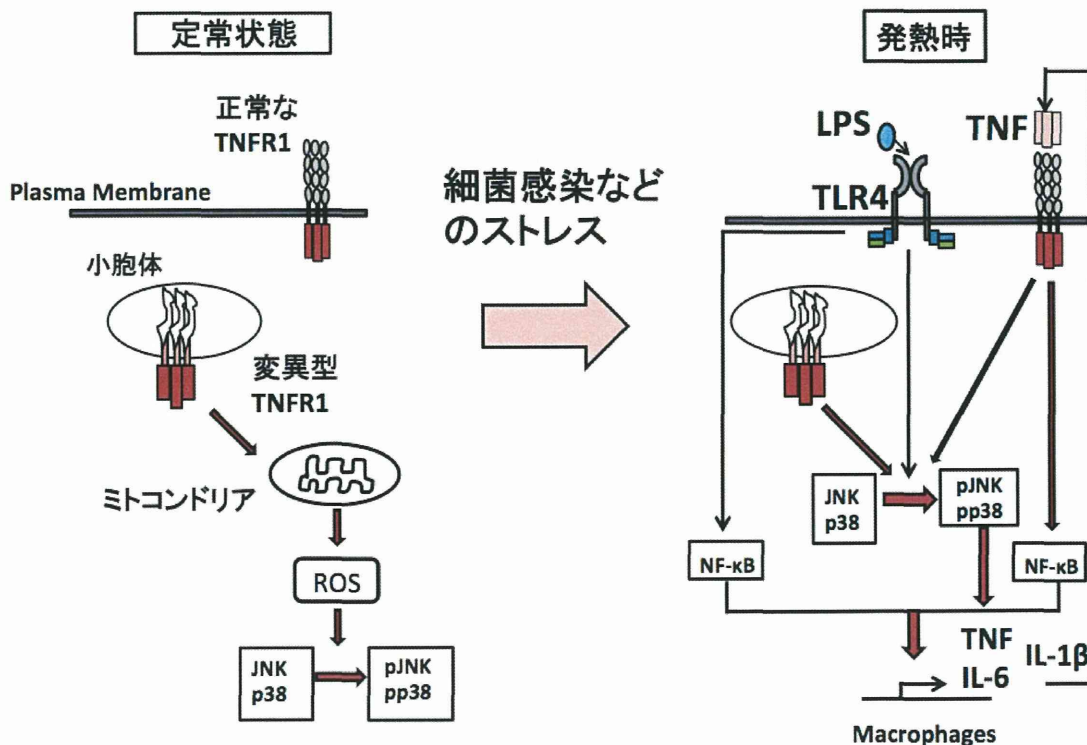 定常状態
正常な
TNFR1
Plasma Membrane
小胞体
変異型
TNFR1
ミトコンドリア
ROS
JNK
p38
pJNK
pp38
細菌感染など
のストレス
発熱時
LPS
TNF
TLR4
JNK
p38
pJNK
pp38
NF-κB
NF-κB
TNF
IL-6
IL-1β
Macrophages